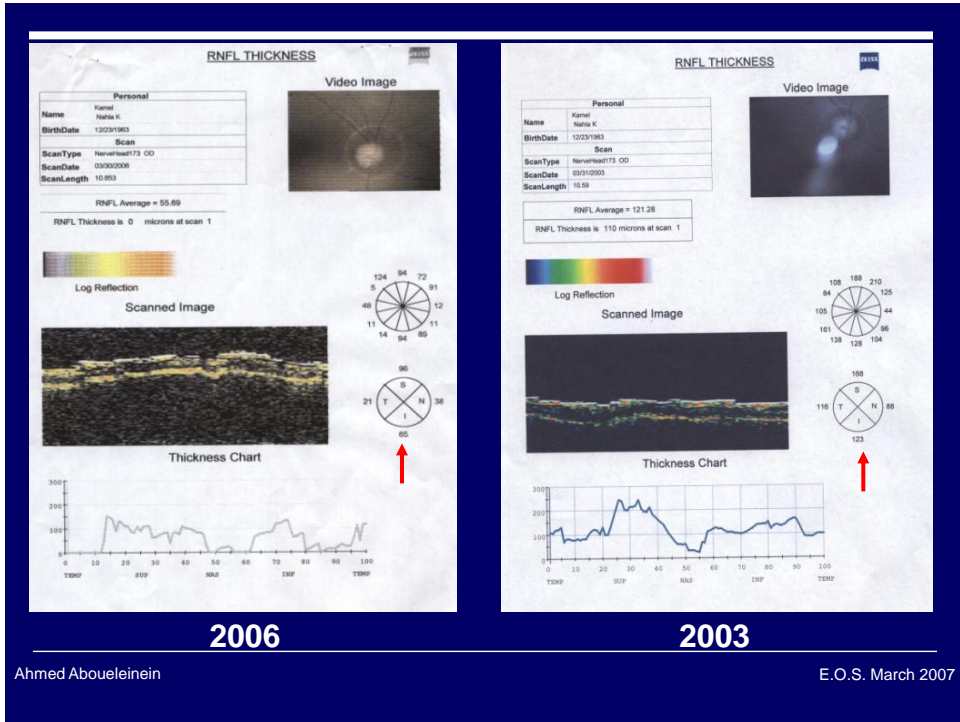 RNFL THICKNESS
ZEISS
Video Image
Personal
Name Kamel
Nahla K
BirthDate 12/23/1963
Scan
ScanType NerveHead173 OD
ScanDate 03/30/2006
ScanLength 10.653
RNFL Average = 55.69
RNFL Thickness is 0 microns at scan 1
Log Reflection
Scanned Image
124 94 72
5 91
48 12
11 11
14 94 89
96
S
21 T N 38
I
65
Thickness Chart
300
200
100
0
0 10 20 30 40 50 60 70 80 90 100
TEMP SUP NAS INF TEMP
2006
RNFL THICKNESS
ZEISS
Video Image
Personal
Name Kamel
Nahla K
BirthDate 12/23/1963
Scan
ScanType NerveHead173 OD
ScanDate 03/31/2003
ScanLength 10.59
RNFL Average = 121.28
RNFL Thickness is 110 microns at scan 1
Log Reflection
Scanned Image
108 188 210
84 125
105 44
161 96
138 128 104
168
S
116 T N 88
I
123
Thickness Chart
300
200
100
0
0 10 20 30 40 50 60 70 80 90 100
TEMP SUP NAS INF TEMP
2003
Ahmed Aboueleinein
E.O.S. March 2007